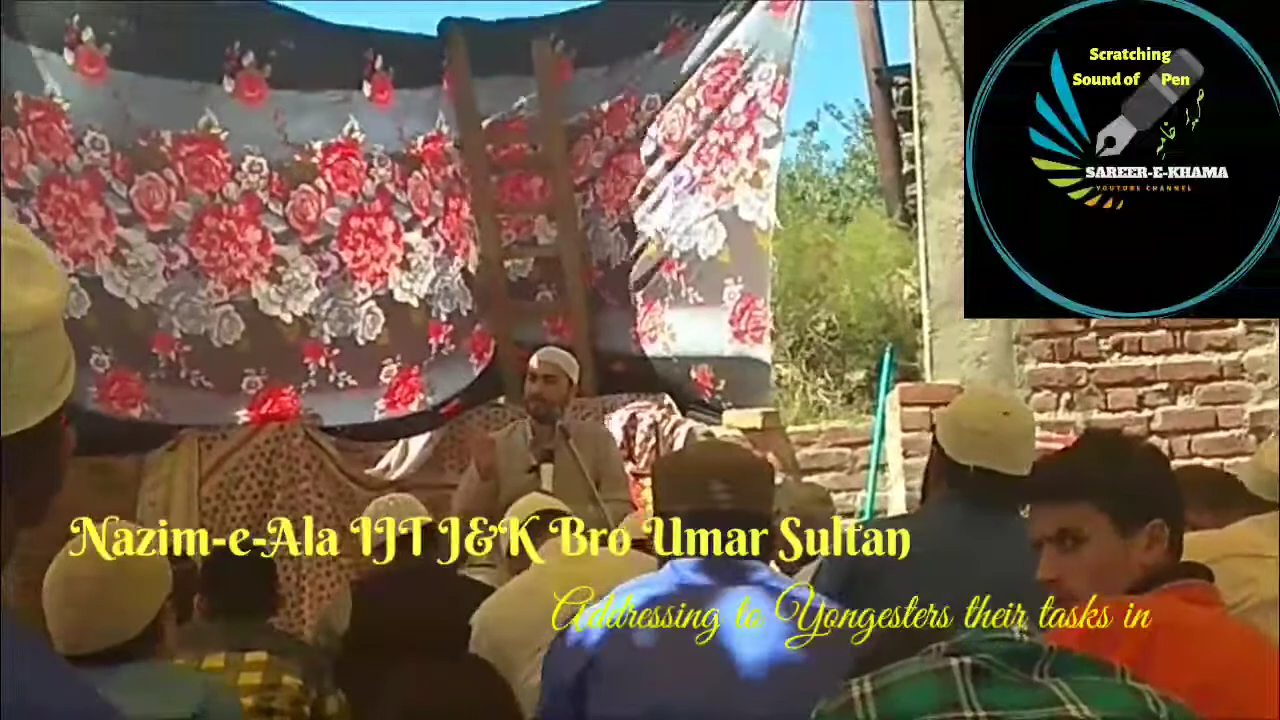 Scratching
Sound of Pen
صریرِ خامہ
SAREER-E-KHAMA
YOUTUBE CHANNEL
Nazim-e-Ala IJT J&K Bro Umar Sultan
Addressing to Yongesters their tasks in